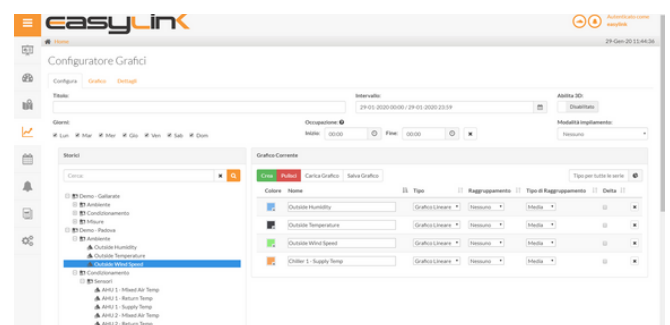 easyLink
Autenticato come
easylink
Home
29-Gen-20 11:44:36
Configuratore Grafici
Configura Grafico Dettagli
Titolo: Intervallo: Abilita 3D:
29-01-2020 00:00 / 29-01-2020 23:59 Disabilitato
Giorni: Occupazione: Modalità Impilamento:
Lun Mar Mer Gio Ven Sab Dom Inizio: 00:00 Fine: 00:00 Nessuno
Storici Grafico Corrente
Cerca: Crea Pulisci Carica Grafico Salva Grafico Tipo per tutte le serie
Colore Nome Tipo Raggruppamento Tipo di Raggruppamento Delta
Demo - Gallarate
Ambiente
Condizionamento
Misure
Demo - Padova
Ambiente
Outside Humidity
Outside Temperature
Outside Wind Speed
Condizionamento
Sensori
AHU 1 - Mixed Air Temp
AHU 1 - Return Temp
AHU 1 - Supply Temp
AHU 2 - Mixed Air Temp
AHU 2 - Return Temp
Outside Humidity Grafico Lineare Nessuno Media
Outside Temperature Grafico Lineare Nessuno Media
Outside Wind Speed Grafico Lineare Nessuno Media
Chiller 1 - Supply Temp Grafico Lineare Nessuno Media